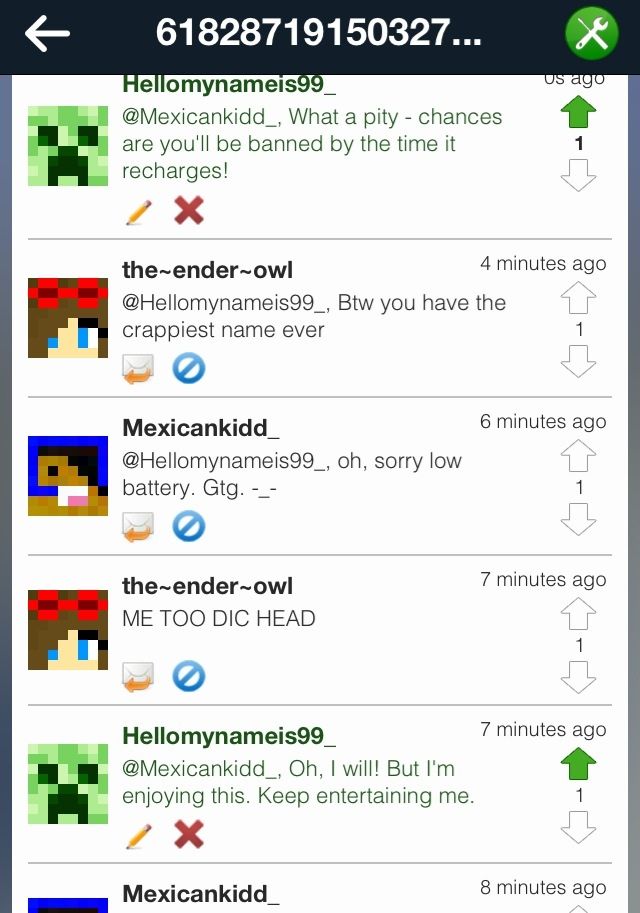 61828719150327...
Hellomynameis99_
0s ago
@Mexicankidd_, What a pity - chances
are you'll be banned by the time it
recharges!
1
the~ender~owl
4 minutes ago
@Hellomynameis99_, Btw you have the
crappiest name ever
1
Mexicankidd_
6 minutes ago
@Hellomynameis99_, oh, sorry low
battery. Gtg. -_-
1
the~ender~owl
7 minutes ago
ME TOO DIC HEAD
1
Hellomynameis99_
7 minutes ago
@Mexicankidd_, Oh, I will! But I'm
enjoying this. Keep entertaining me.
1
Mexicankidd_
8 minutes ago